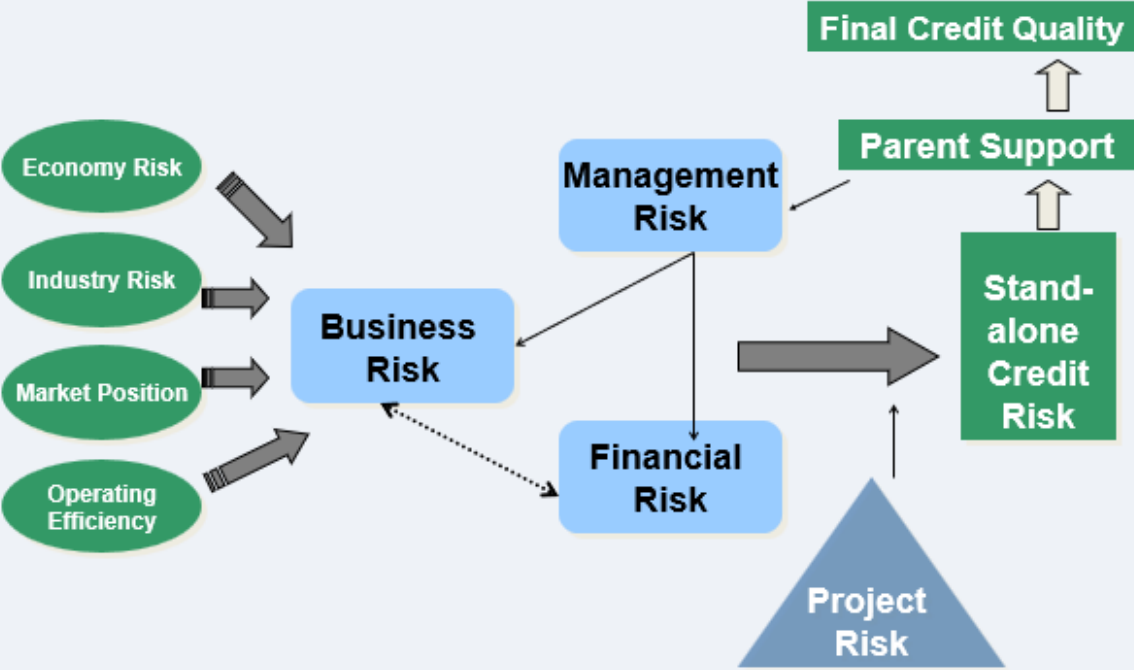 Final Credit Quality
Parent Support
Economy Risk
Management
Risk
Industry Risk
Stand-
alone
Credit
Risk
Business
Risk
Market Position
Financial
Risk
Operating
Efficiency
Project
Risk